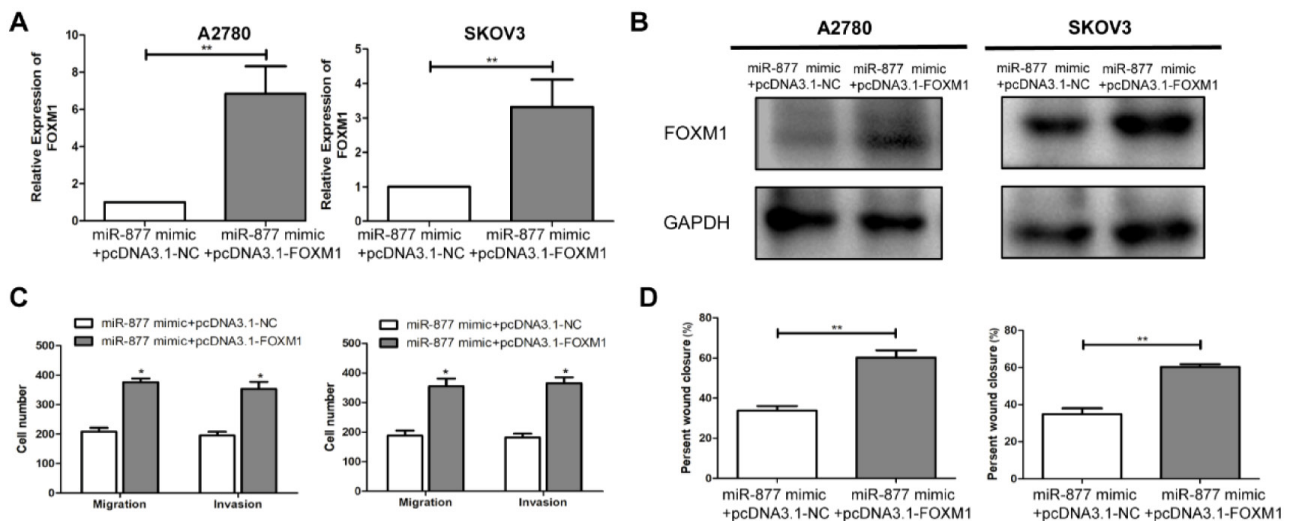 A
A2780
10
8
6
4
2
0
**
Relative Expression of
FOXM1
miR-877 mimic
+pcDNA3.1-NC
miR-877 mimic
+pcDNA3.1-FOXM1
SKOV3
5
4
3
2
1
0
**
Relative Expression of
FOXM1
miR-877 mimic
+pcDNA3.1-NC
miR-877 mimic
+pcDNA3.1-FOXM1
B
A2780
SKOV3
miR-877 mimic
+pcDNA3.1-NC
miR-877 mimic
+pcDNA3.1-FOXM1
miR-877 mimic
+pcDNA3.1-NC
miR-877 mimic
+pcDNA3.1-FOXM1
FOXM1
GAPDH
C
miR-877 mimic+pcDNA3.1-NC
miR-877 mimic+pcDNA3.1-FOXM1
500
400
300
200
100
0
Cell number
*
*
Migration
Invasion
miR-877 mimic+pcDNA3.1-NC
miR-877 mimic+pcDNA3.1-FOXM1
500
400
300
200
100
0
Cell number
*
*
Migration
Invasion
D
80
60
40
20
0
**
Persent wound closure (%)
miR-877 mimic
+pcDNA3.1-NC
miR-877 mimic
+pcDNA3.1-FOXM1
80
60
40
20
0
**
Persent wound closure (%)
miR-877 mimic
+pcDNA3.1-NC
miR-877 mimic
+pcDNA3.1-FOXM1